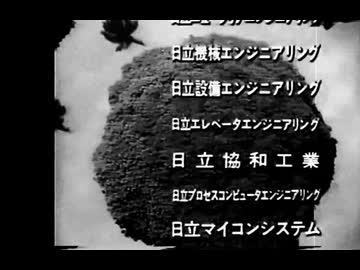 日立機械エンジニアリング
日立設備エンジニアリング
日立エレベータエンジニアリング
日立協和工業
日立プロセスコンピュータエンジニアリング
日立マイコンシステム